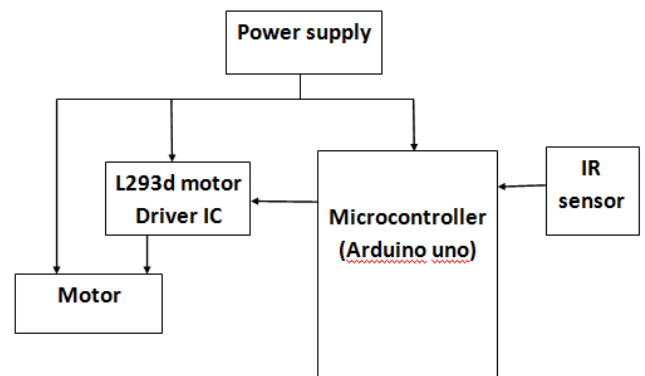 Power supply
L293d motor
Driver IC
Microcontroller
(Arduino uno)
IR
sensor
Motor